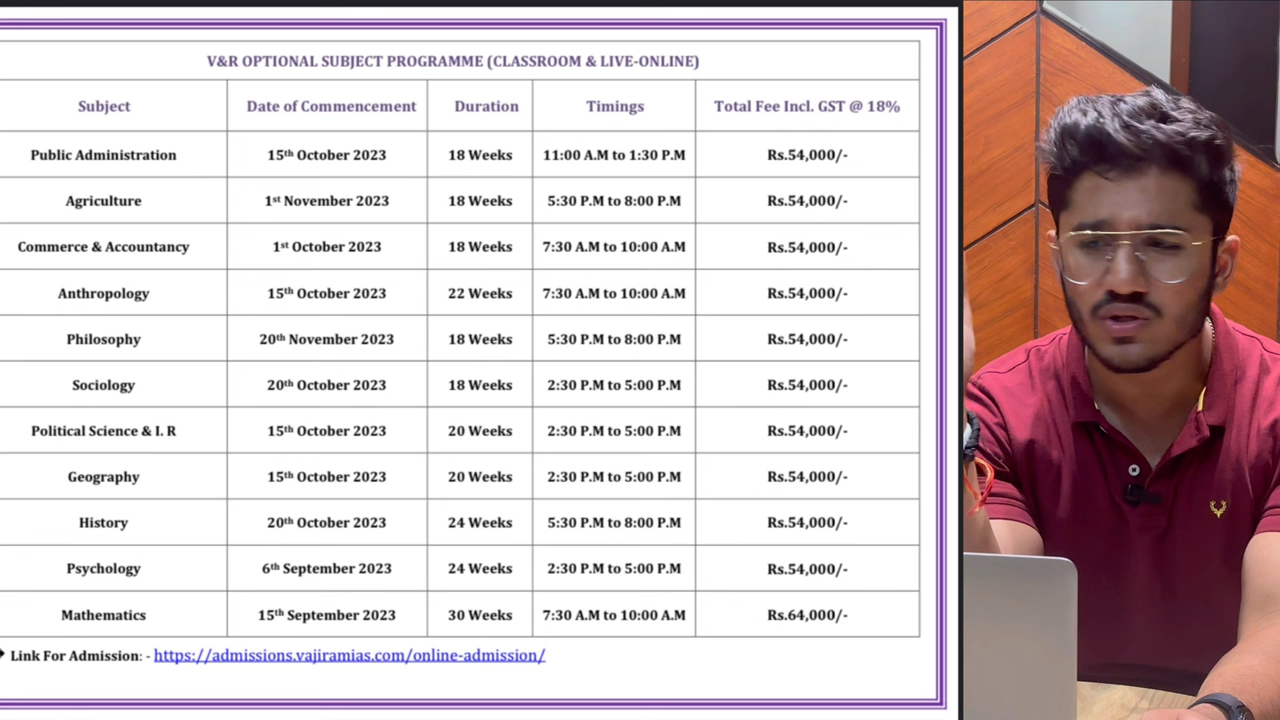 V&R OPTIONAL SUBJECT PROGRAMME (CLASSROOM & LIVE-ONLINE)
Subject Date of Commencement Duration Timings Total Fee Incl. GST @ 18%
Public Administration 15th October 2023 18 Weeks 11:00 A.M to 1:30 P.M Rs.54,000/-
Agriculture 1st November 2023 18 Weeks 5:30 P.M to 8:00 P.M Rs.54,000/-
Commerce & Accountancy 1st October 2023 18 Weeks 7:30 A.M to 10:00 A.M Rs.54,000/-
Anthropology 15th October 2023 22 Weeks 7:30 A.M to 10:00 A.M Rs.54,000/-
Philosophy 20th November 2023 18 Weeks 5:30 P.M to 8:00 P.M Rs.54,000/-
Sociology 20th October 2023 18 Weeks 2:30 P.M to 5:00 P.M Rs.54,000/-
Political Science & I. R 15th October 2023 20 Weeks 2:30 P.M to 5:00 P.M Rs.54,000/-
Geography 15th October 2023 20 Weeks 2:30 P.M to 5:00 P.M Rs.54,000/-
History 20th October 2023 24 Weeks 5:30 P.M to 8:00 P.M Rs.54,000/-
Psychology 6th September 2023 24 Weeks 2:30 P.M to 5:00 P.M Rs.54,000/-
Mathematics 15th September 2023 30 Weeks 7:30 A.M to 10:00 A.M Rs.64,000/-
Link For Admission: - https://admissions.vajiramias.com/online-admission/